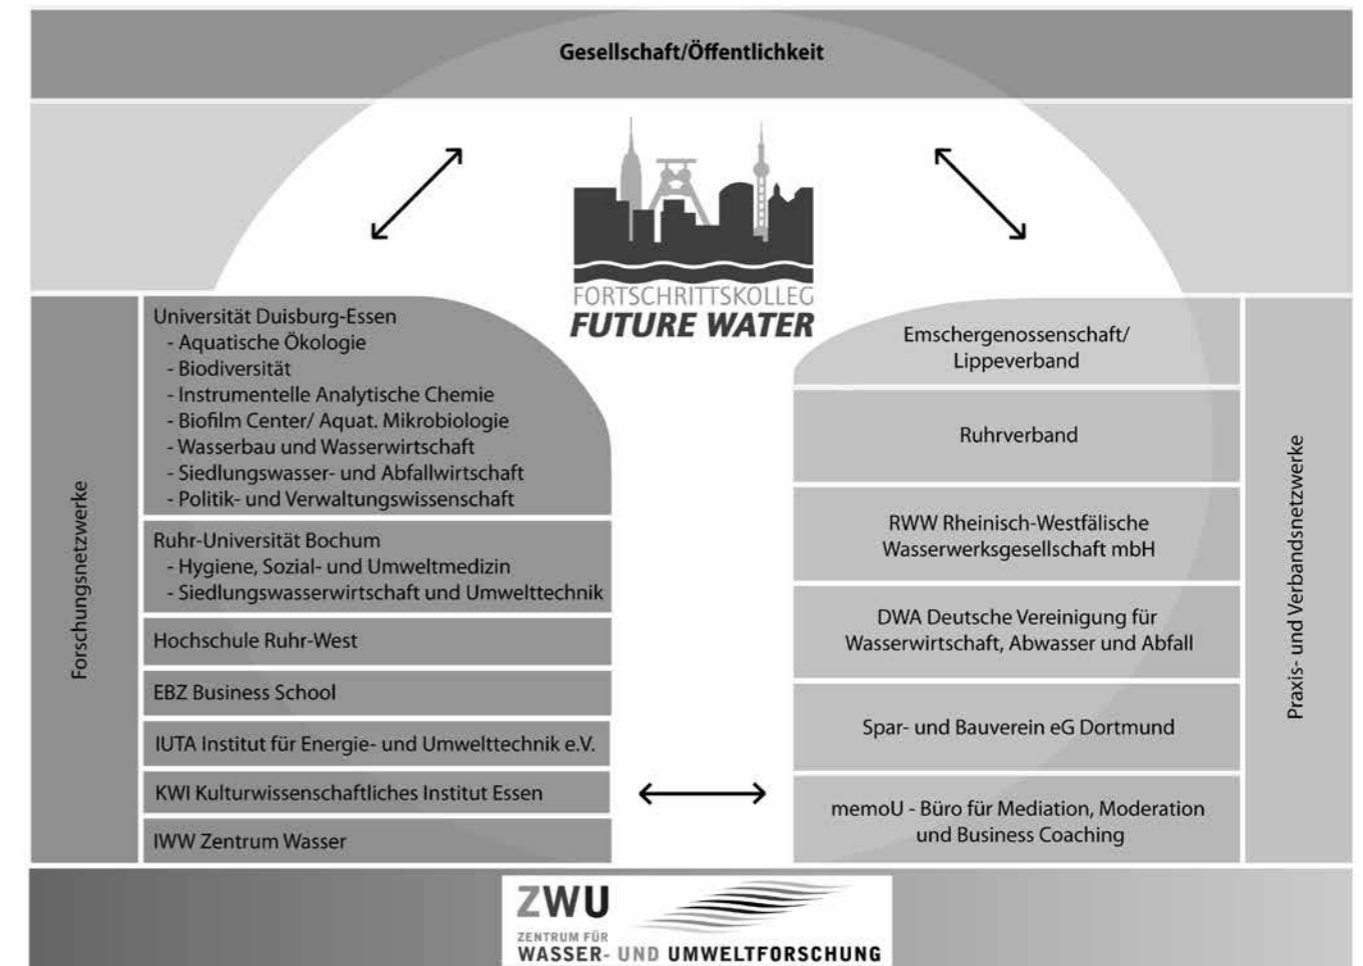 Gesellschaft/Öffentlichkeit
FORTSCHRITTSKOLLEG
FUTURE WATER
Forschungsnetzwerke
Universität Duisburg-Essen
- Aquatische Ökologie
- Biodiversität
- Instrumentelle Analytische Chemie
- Biofilm Center/ Aquat. Mikrobiologie
- Wasserbau und Wasserwirtschaft
- Siedlungswasser- und Abfallwirtschaft
- Politik- und Verwaltungswissenschaft
Ruhr-Universität Bochum
- Hygiene, Sozial- und Umweltmedizin
- Siedlungswasserwirtschaft und Umwelttechnik
Hochschule Ruhr-West
EBZ Business School
IUTA Institut für Energie- und Umwelttechnik e.V.
KWI Kulturwissenschaftliches Institut Essen
IWW Zentrum Wasser
Emschergenossenschaft/
Lippeverband
Ruhrverband
RWW Rheinisch-Westfälische
Wasserwerksgesellschaft mbH
DWA Deutsche Vereinigung für
Wasserwirtschaft, Abwasser und Abfall
Spar- und Bauverein eG Dortmund
memoU - Büro für Mediation, Moderation
und Business Coaching
Praxis- und Verbandsnetzwerke
ZWU
ZENTRUM FÜR
WASSER- UND UMWELTFORSCHUNG